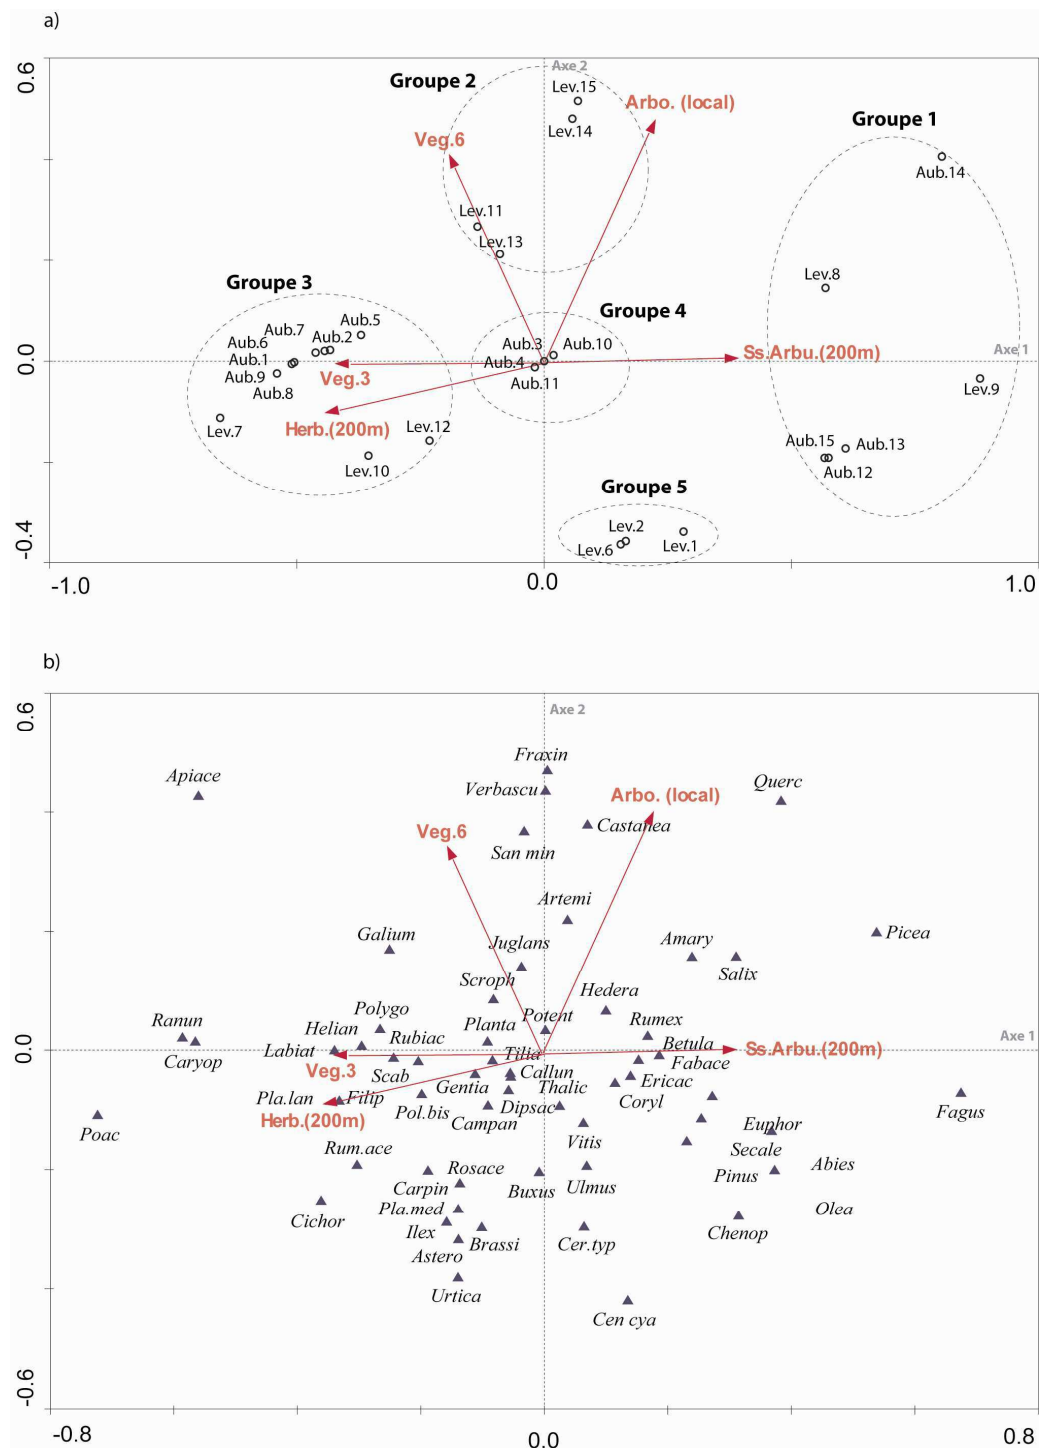 a)
0.6
Axe 2
Groupe 2
Lev.15
Arbo. (local)
Groupe 1
Lev.14
Veg.6
Aub.14
Lev.11
Lev.13
Groupe 3
Lev.8
Groupe 4
Aub.5
Aub.7
Aub.2
Aub.6
Aub.3
Aub.10
0.0
Aub.1
Aub.4
Ss.Arbu.(200m)
Axe 1
Aub.9
Veg.3
Aub.11
Lev.9
Aub.8
Lev.7
Herb.(200m)
Lev.12
Aub.15
Aub.13
Lev.10
Aub.12
Groupe 5
Lev.2
Lev.6
Lev.1
-0.4
-1.0
0.0
1.0
b)
0.6
Axe 2
Fraxin
Apiace
Verbascu
Querc
Arbo. (local)
Veg.6
Castanea
San min
Artemi
Galium
Juglans
Amary
Picea
Salix
Scroph
Hedera
Polygo
Potent
Ranun
Helian
Rubiac
Planta
Rumex
Axe 1
0.0
Caryop
Labiat
Tilia
Betula
Ss.Arbu.(200m)
Veg.3
Scab
Callun
Fabace
Gentia
Thalic
Ericac
Pla.lan
Filip
Coryl
Fagus
Herb.(200m)
Pol.bis
Dipsac
Campan
Euphor
Poac
Vitis
Secale
Rum.ace
Rosace
Abies
Carpin
Buxus
Ulmus
Pinus
Pla.med
Olea
Cichor
Ilex
Chenop
Brassi
Cer.typ
Astero
Urtica
Cen cya
-0.6
-0.8
0.0
0.8